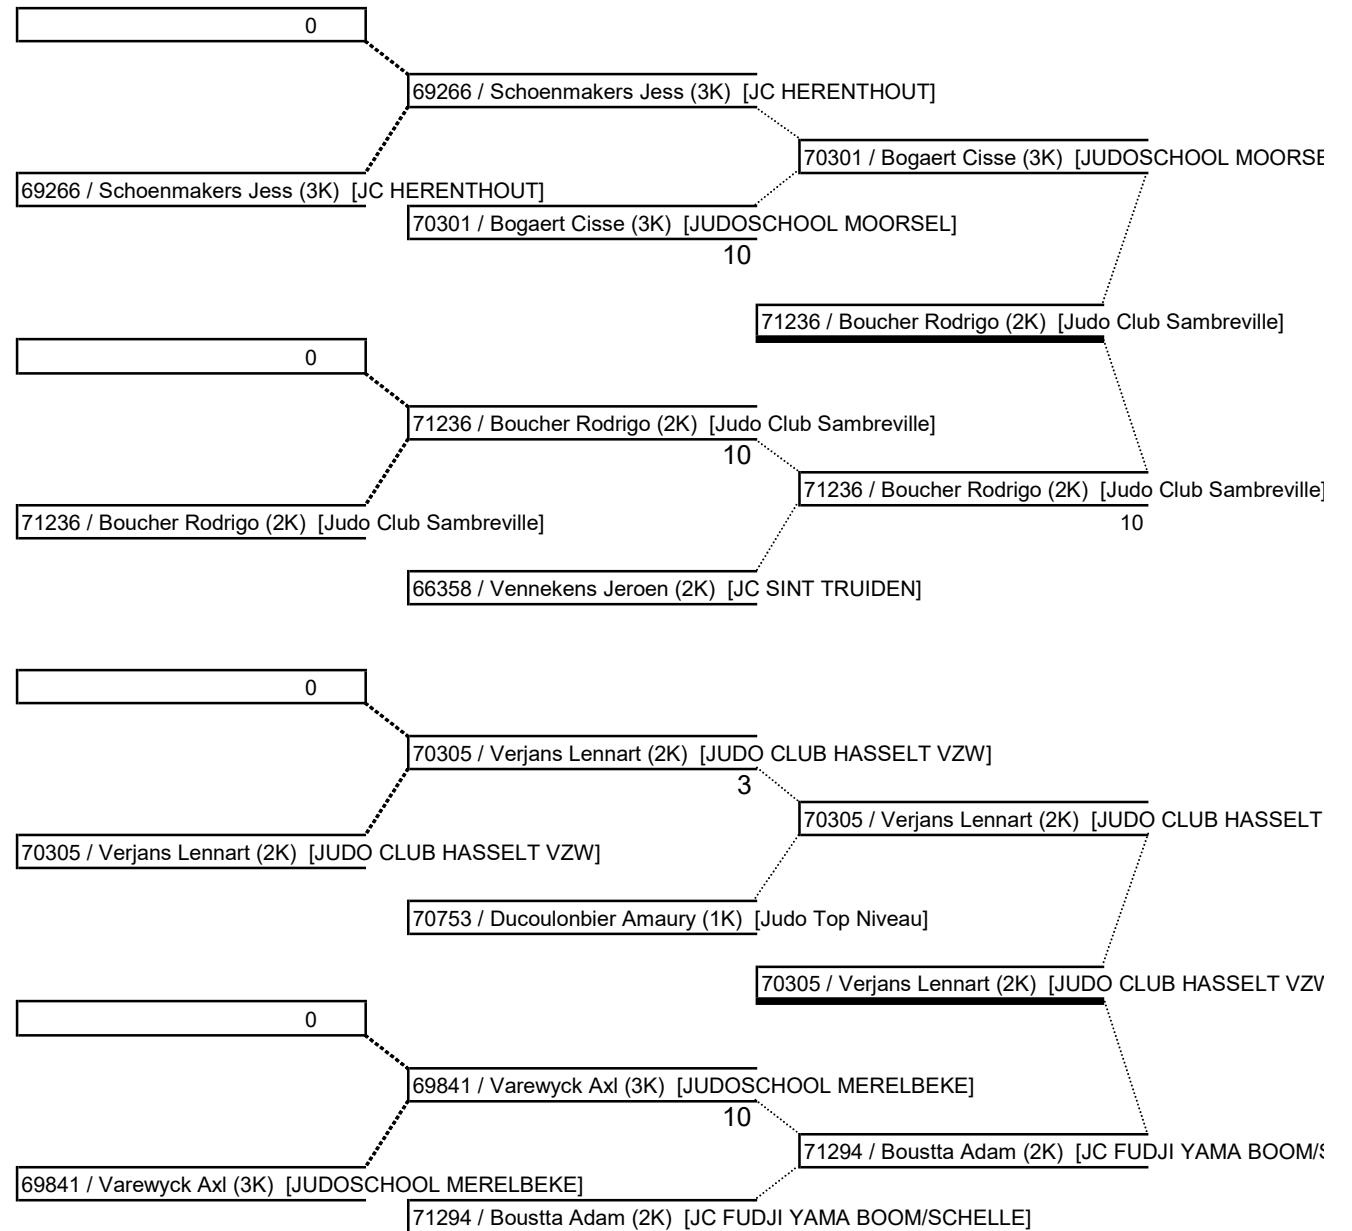 0
69266 / Schoenmakers Jess (3K)  [JC HERENTHOUT]
70301 / Bogaert Cisse (3K)  [JUDOSCHOOL MOORSE
69266 / Schoenmakers Jess (3K)  [JC HERENTHOUT]
70301 / Bogaert Cisse (3K)  [JUDOSCHOOL MOORSEL]
10
71236 / Boucher Rodrigo (2K)  [Judo Club Sambreville]
0
71236 / Boucher Rodrigo (2K)  [Judo Club Sambreville]
10
71236 / Boucher Rodrigo (2K)  [Judo Club Sambreville]
71236 / Boucher Rodrigo (2K)  [Judo Club Sambreville]
10
66358 / Vennekens Jeroen (2K)  [JC SINT TRUIDEN]
0
70305 / Verjans Lennart (2K)  [JUDO CLUB HASSELT VZW]
3
70305 / Verjans Lennart (2K)  [JUDO CLUB HASSELT
70305 / Verjans Lennart (2K)  [JUDO CLUB HASSELT VZW]
70753 / Ducoulonbier Amaury (1K)  [Judo Top Niveau]
70305 / Verjans Lennart (2K)  [JUDO CLUB HASSELT VZW
0
69841 / Varewyck Axl (3K)  [JUDOSCHOOL MERELBEKE]
10
71294 / Boustta Adam (2K)  [JC FUDJI YAMA BOOM/S
69841 / Varewyck Axl (3K)  [JUDOSCHOOL MERELBEKE]
71294 / Boustta Adam (2K)  [JC FUDJI YAMA BOOM/SCHELLE]